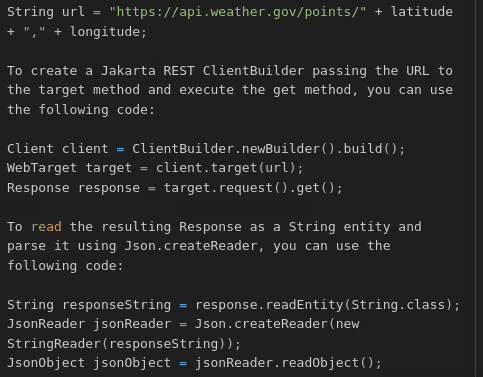 String url = "https://api.weather.gov/points/" + latitude
+ "," + longitude;
To create a Jakarta REST ClientBuilder passing the URL to
the target method and execute the get method, you can use
the following code:
Client client = ClientBuilder.newBuilder().build();
WebTarget target = client.target(url);
Response response = target.request().get();
To read the resulting Response as a String entity and
parse it using Json.createReader, you can use the
following code:
String responseString = response.readEntity(String.class);
JsonReader jsonReader = Json.createReader(new
StringReader(responseString));
JsonObject jsonObject = jsonReader.readObject();